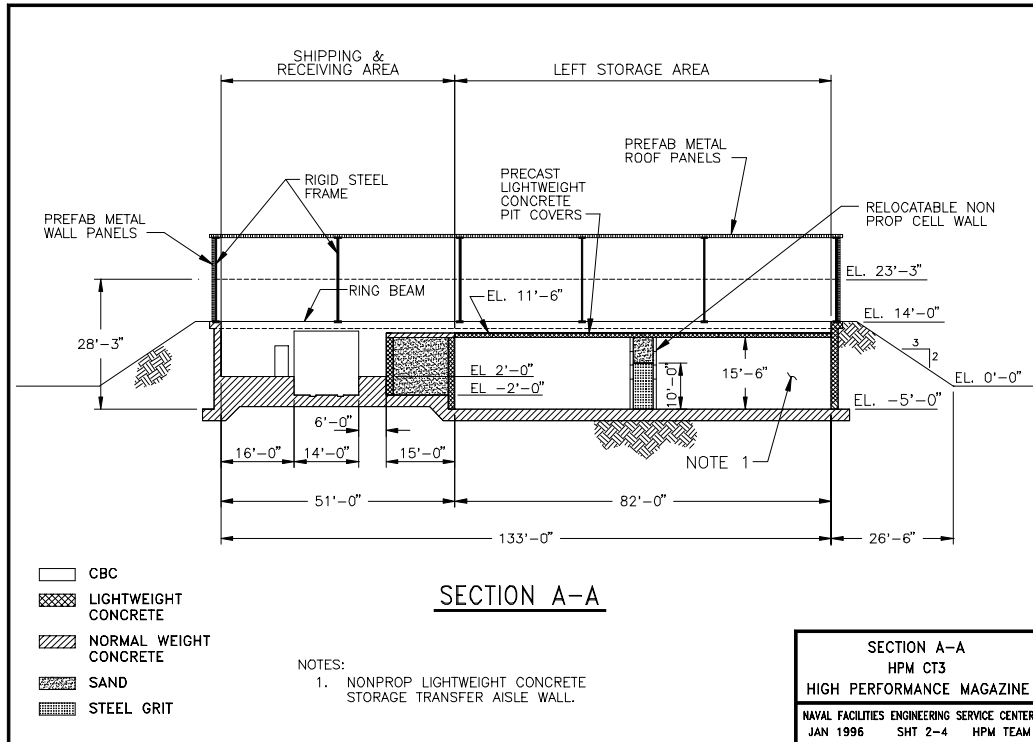 SHIPPING &
RECEIVING AREA
LEFT STORAGE AREA
PREFAB METAL
ROOF PANELS
PRECAST
LIGHTWEIGHT
CONCRETE
PIT COVERS
RIGID STEEL
FRAME
RELOCATABLE NON
PROP CELL WALL
PREFAB METAL
WALL PANELS
EL. 23'-3"
RING BEAM
EL. 11'-6"
EL. 14'-0"
28'-3"
3
2
EL 2'-0"
15'-6"
EL. 0'-0"
EL -2'-0"
10'-0"
EL. -5'-0"
6'-0"
16'-0"
14'-0"
15'-0"
NOTE 1
51'-0"
82'-0"
133'-0"
26'-6"
CBC
LIGHTWEIGHT
CONCRETE
NORMAL WEIGHT
CONCRETE
SAND
STEEL GRIT
SECTION A-A
NOTES:
1. NONPROP LIGHTWEIGHT CONCRETE
STORAGE TRANSFER AISLE WALL.
SECTION A-A
HPM CT3
HIGH PERFORMANCE MAGAZINE
NAVAL FACILITIES ENGINEERING SERVICE CENTER
JAN 1996 SHT 2-4 HPM TEAM